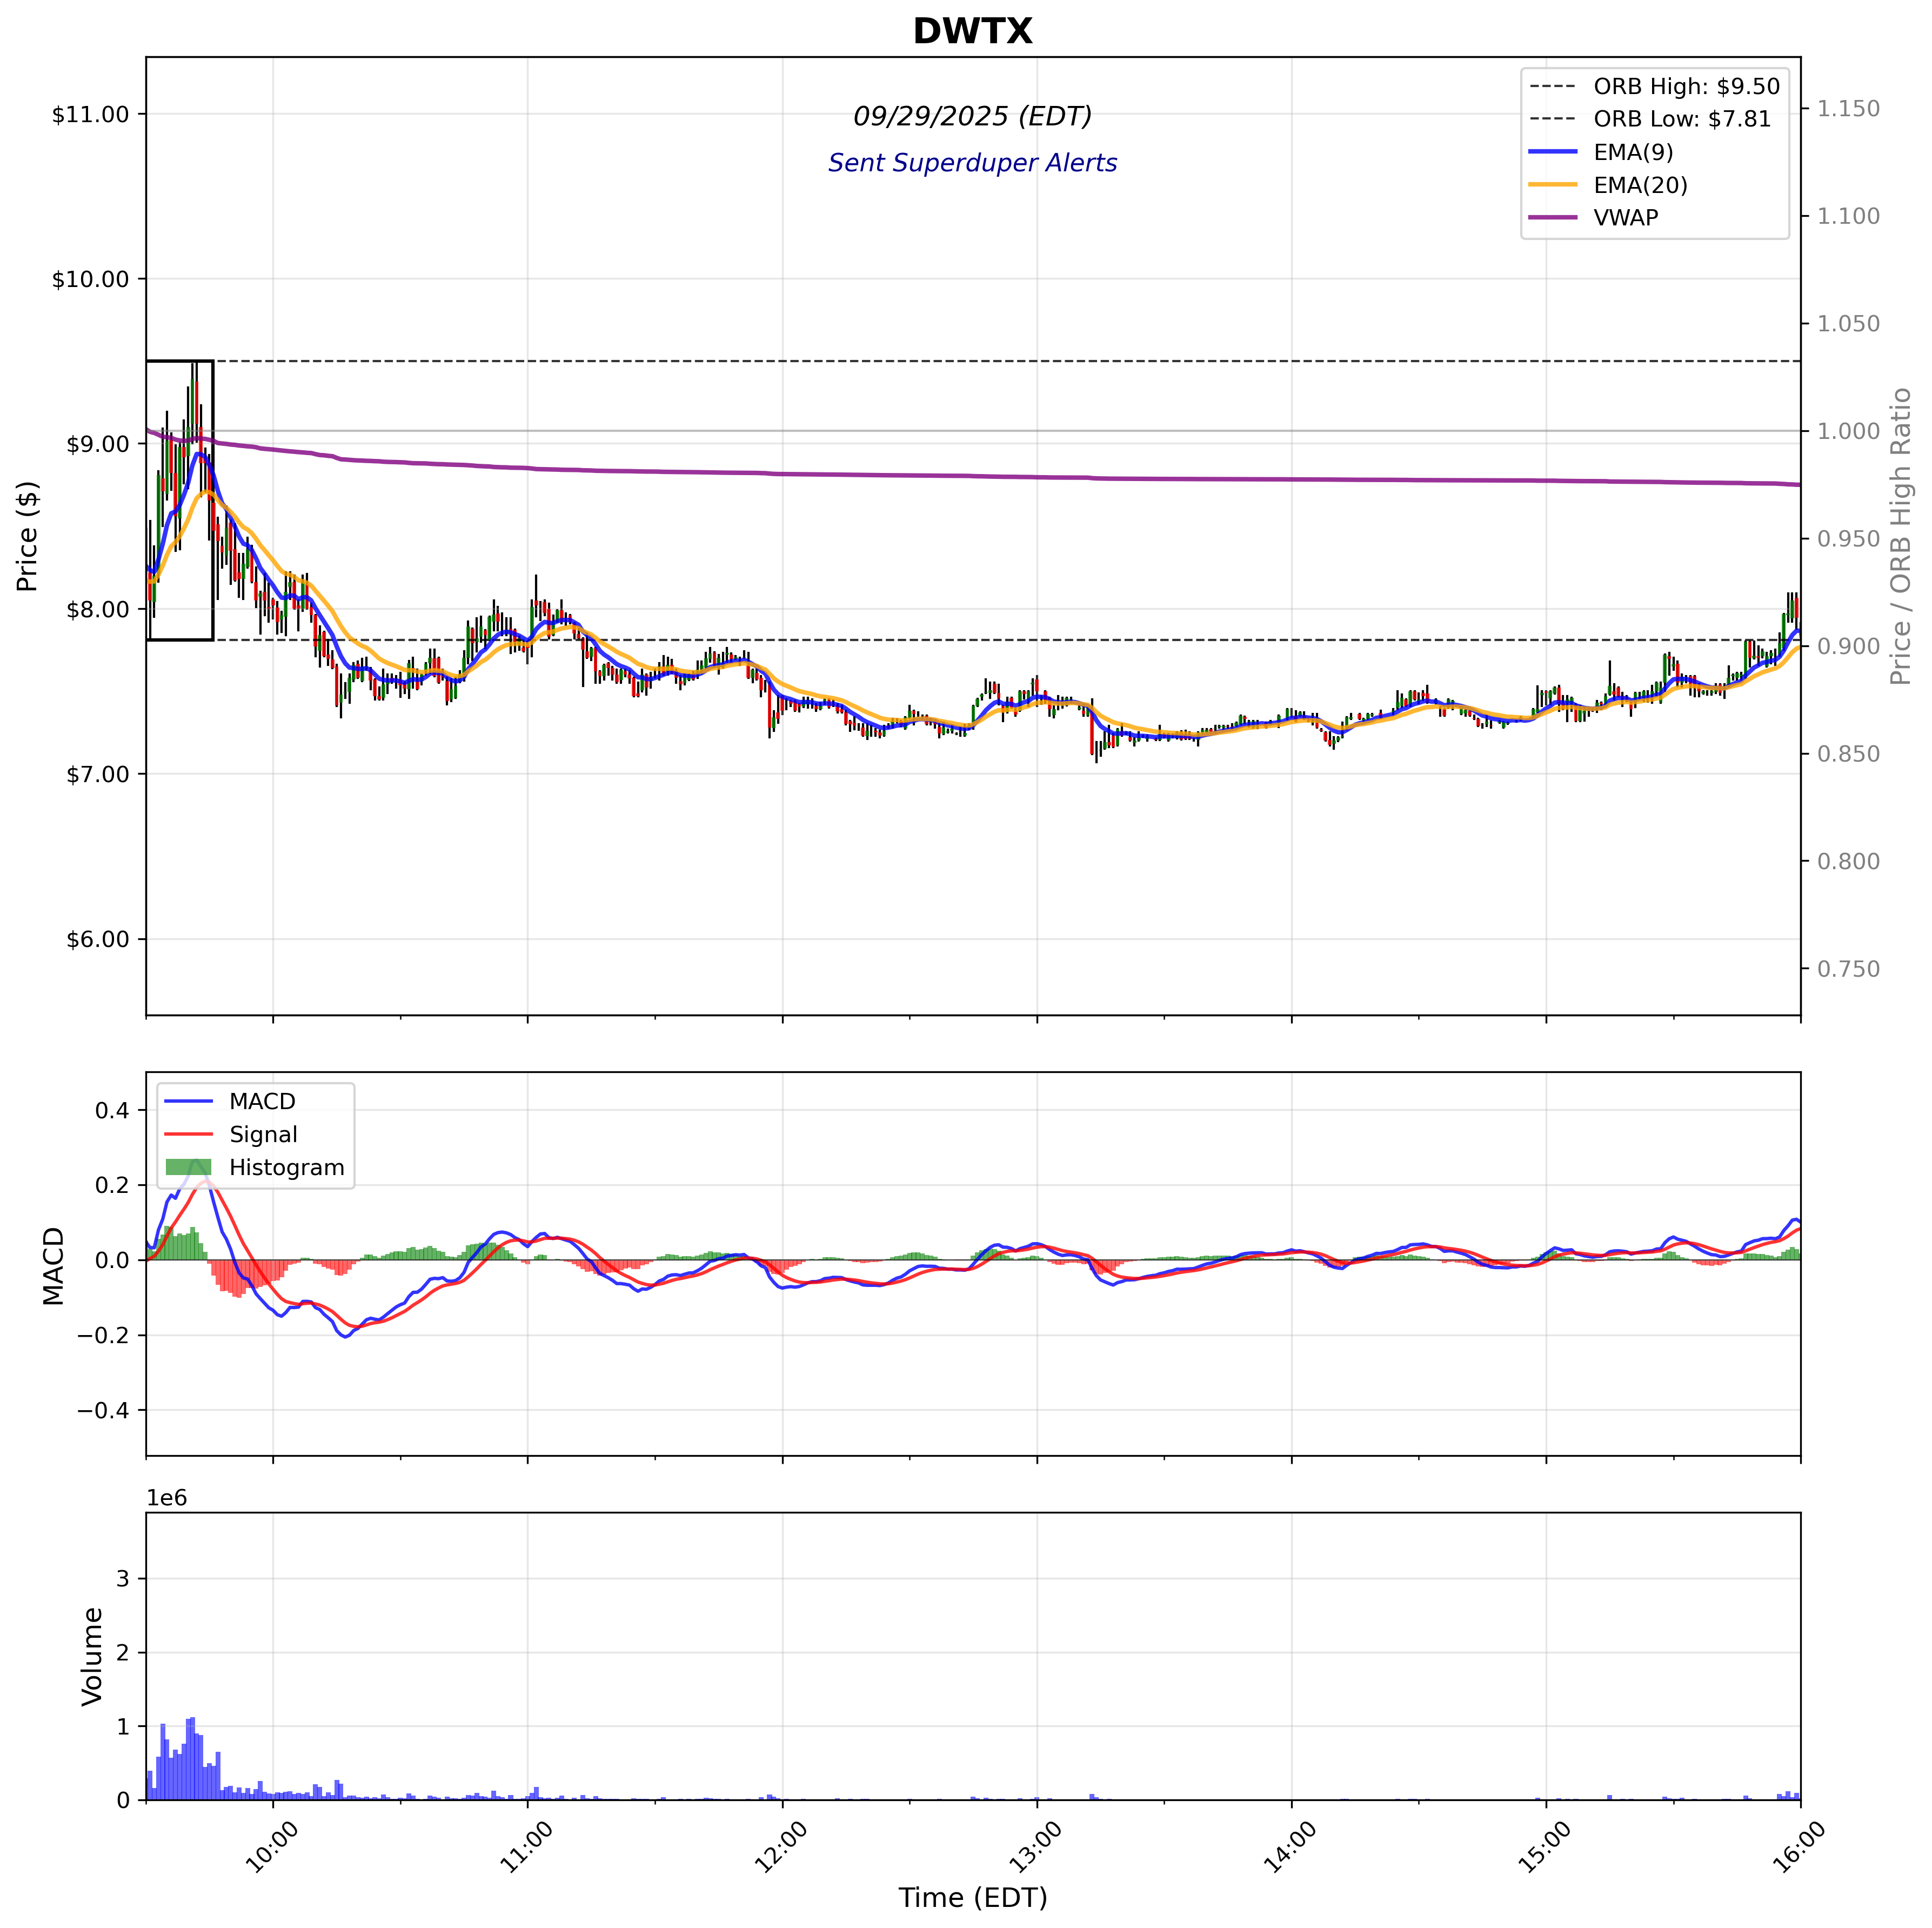 DWTX
09/29/2025 (EDT)
Sent Superduper Alerts
ORB High: $9.50
ORB Low: $7.81
EMA(9)
EMA(20)
VWAP
$11.00
$10.00
$9.00
$8.00
$7.00
$6.00
Price ($)
1.150
1.100
1.050
1.000
0.950
0.900
0.850
0.800
0.750
Price / ORB High Ratio
MACD
Signal
Histogram
0.4
0.2
0.0
−0.2
−0.4
MACD
1e6
3
2
1
0
Volume
10:00
11:00
12:00
13:00
14:00
15:00
16:00
Time (EDT)